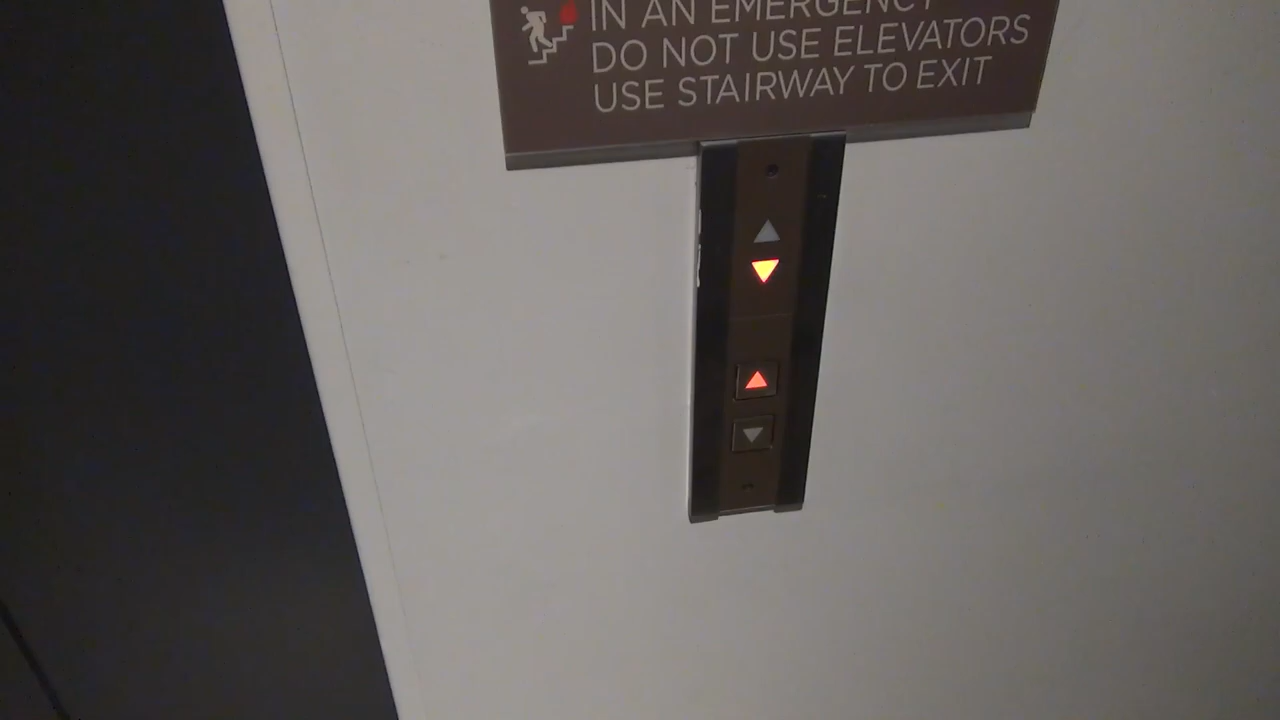 IN AN EMERGENCY
DO NOT USE ELEVATORS
USE STAIRWAY TO EXIT